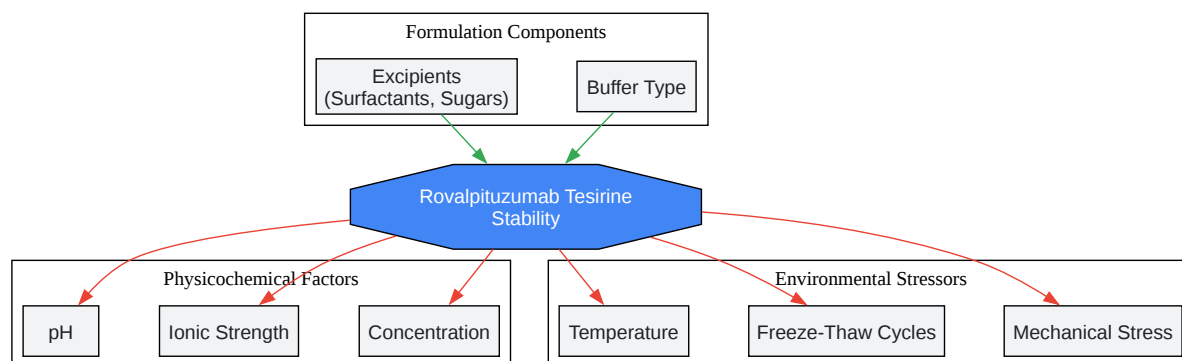 Formulation Components
Excipients
(Surfactants, Sugars)
Buffer Type
Rovalpituzumab Tesirine
Stability
Physicochemical Factors
Environmental Stressors
pH
Ionic Strength
Concentration
Temperature
Freeze-Thaw Cycles
Mechanical Stress